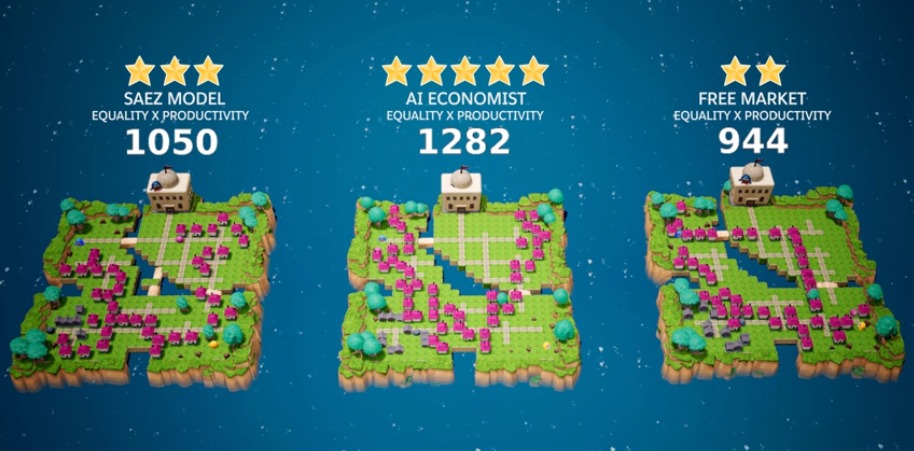 SAEZ MODEL
EQUALITY X PRODUCTIVITY
1050
AI ECONOMIST
EQUALITY X PRODUCTIVITY
1282
FREE MARKET
EQUALITY X PRODUCTIVITY
944